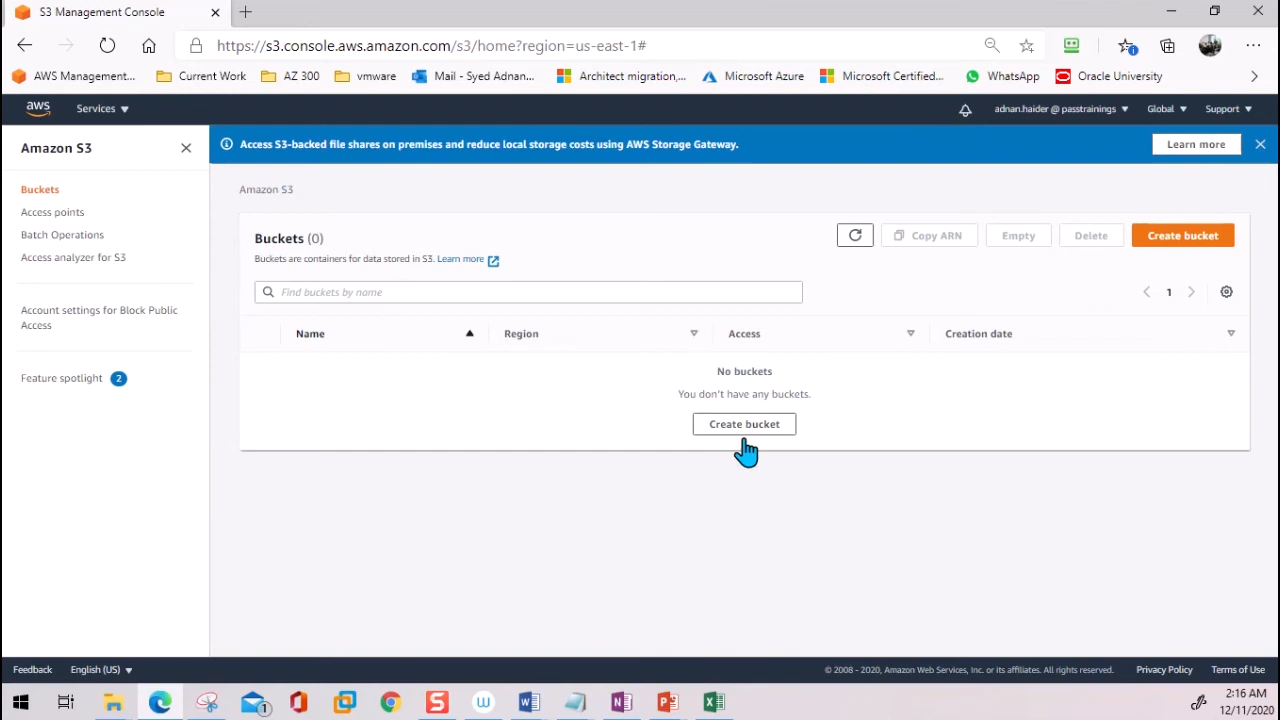 S3 Management Console
https://s3.console.aws.amazon.com/s3/home?region=us-east-1#
AWS Management...
Current Work
AZ 300
vmware
Mail - Syed Adnan...
Architect migration,...
Microsoft Azure
Microsoft Certified...
WhatsApp
Oracle University
aws
Services
adnan.haider @ passtrainings
Global
Support
Amazon S3
Access S3-backed file shares on premises and reduce local storage costs using AWS Storage Gateway.
Learn more
Buckets
Access points
Batch Operations
Access analyzer for S3
Account settings for Block Public
Access
Feature spotlight 2
Amazon S3
Buckets (0)
Copy ARN
Empty
Delete
Create bucket
Buckets are containers for data stored in S3. Learn more
Find buckets by name
1
Name
Region
Access
Creation date
No buckets
You don't have any buckets.
Create bucket
Feedback
English (US)
© 2008 - 2020, Amazon Web Services, Inc. or its affiliates. All rights reserved.
Privacy Policy
Terms of Use
1
S
W
W
N
P
X
2:16 AM
12/11/2020